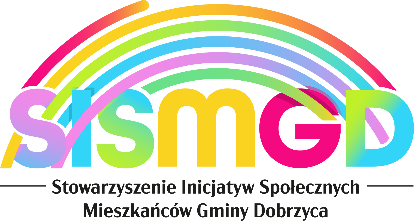 SISMGD
Stowarzyszenie Inicjatyw Społecznych
Mieszkańców Gminy Dobrzyca